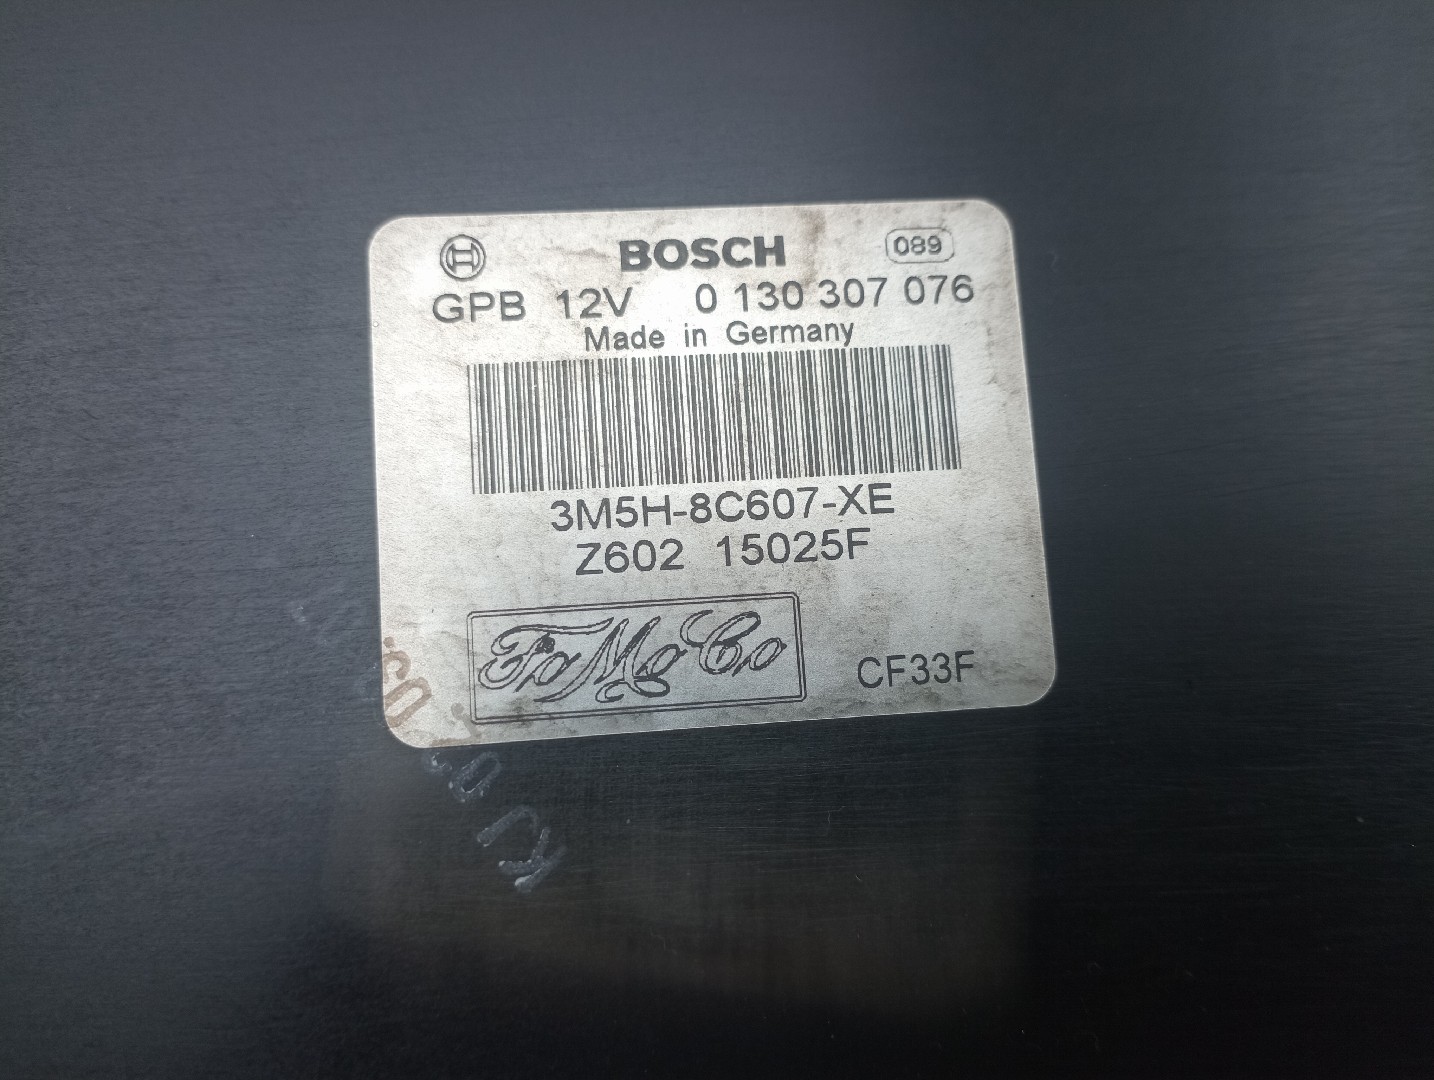 BOSCH 089
GPB 12V 0 130 307 076
Made in Germany
3M5H-8C607-XE
Z602 15025F
FoMoCo CF33F